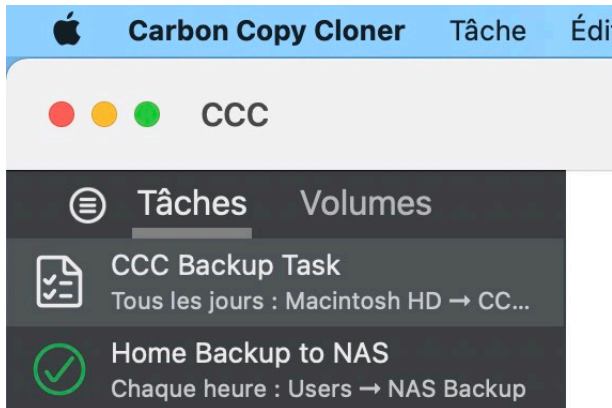 Carbon Copy Cloner Tâche Édi
CCC
Tâches Volumes
CCC Backup Task
Tous les jours : Macintosh HD → CC...
Home Backup to NAS
Chaque heure : Users → NAS Backup